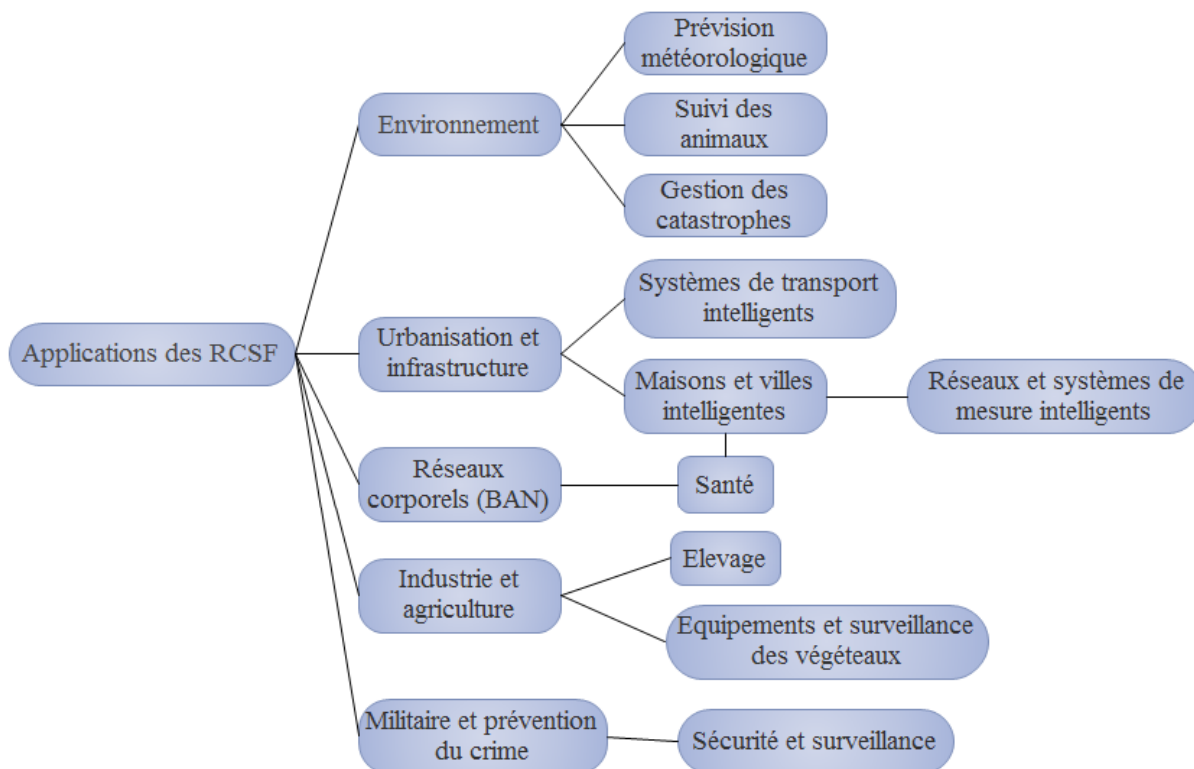 Applications des RCSF
Environnement
Prévision
météorologique
Suivi des
animaux
Gestion des
catastrophes
Urbanisation et
infrastructure
Systèmes de transport
intelligents
Maisons et villes
intelligentes
Réseaux et systèmes de
mesure intelligents
Réseaux
corporels (BAN)
Santé
Industrie et
agriculture
Elevage
Equipements et surveillance
des végéteaux
Militaire et prévention
du crime
Sécurité et surveillance